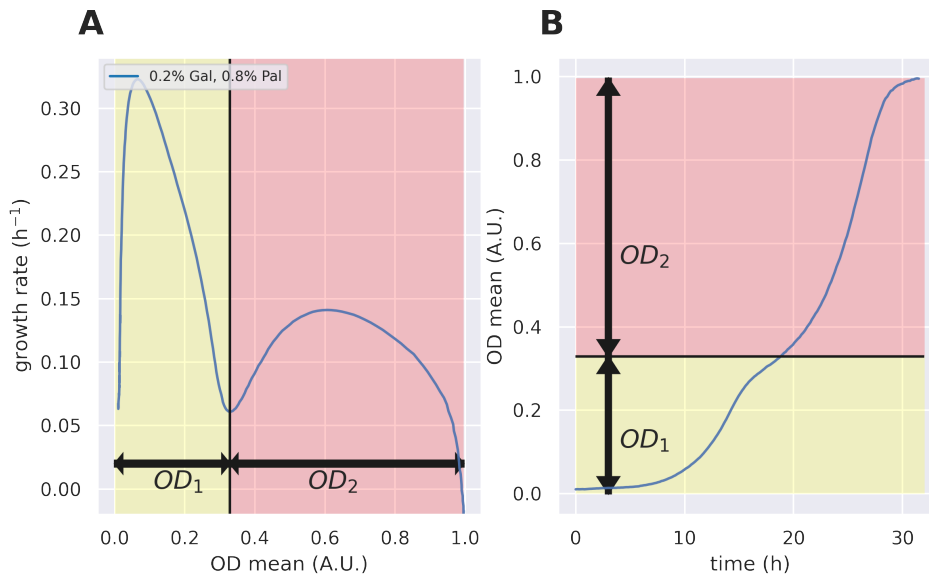 A
0.2% Gal, 0.8% Pal
growth rate (h⁻¹)
0.30
0.25
0.20
0.15
0.10
0.05
0.00
OD₁
OD₂
0.0 0.2 0.4 0.6 0.8 1.0
OD mean (A.U.)
B
OD mean (A.U.)
1.0
0.8
0.6
0.4
0.2
0.0
OD₂
OD₁
0 10 20 30
time (h)